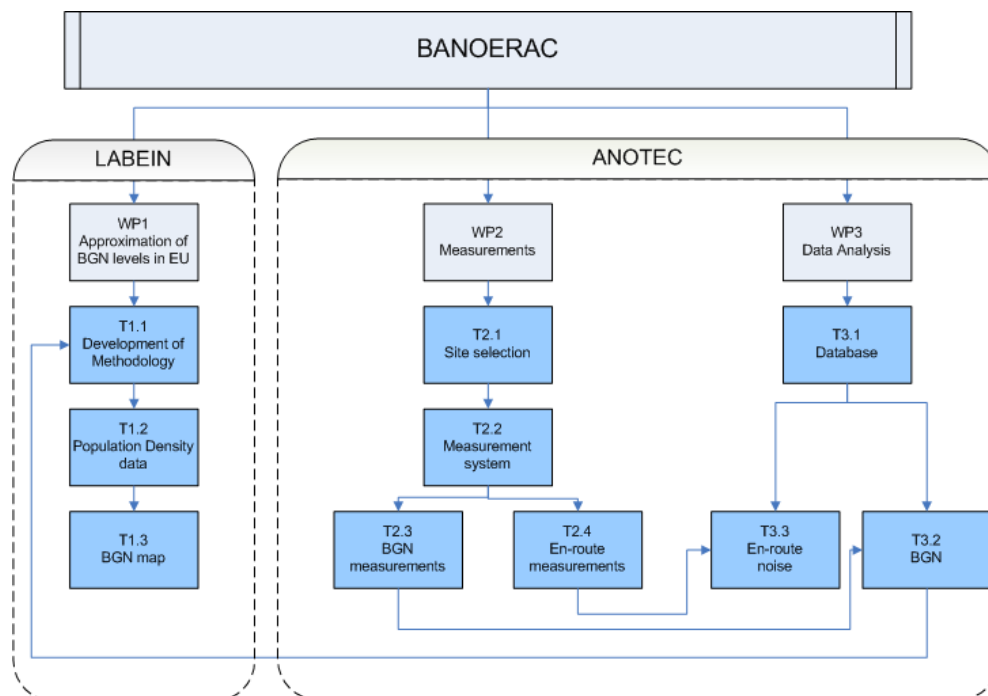 BANOERAC
LABEIN
ANOTEC
WP1
Approximation of
BGN levels in EU
WP2
Measurements
WP3
Data Analysis
T1.1
Development of
Methodology
T2.1
Site selection
T3.1
Database
T1.2
Population Density
data
T2.2
Measurement
system
T1.3
BGN map
T2.3
BGN
measurements
T2.4
En-route
measurements
T3.3
En-route
noise
T3.2
BGN